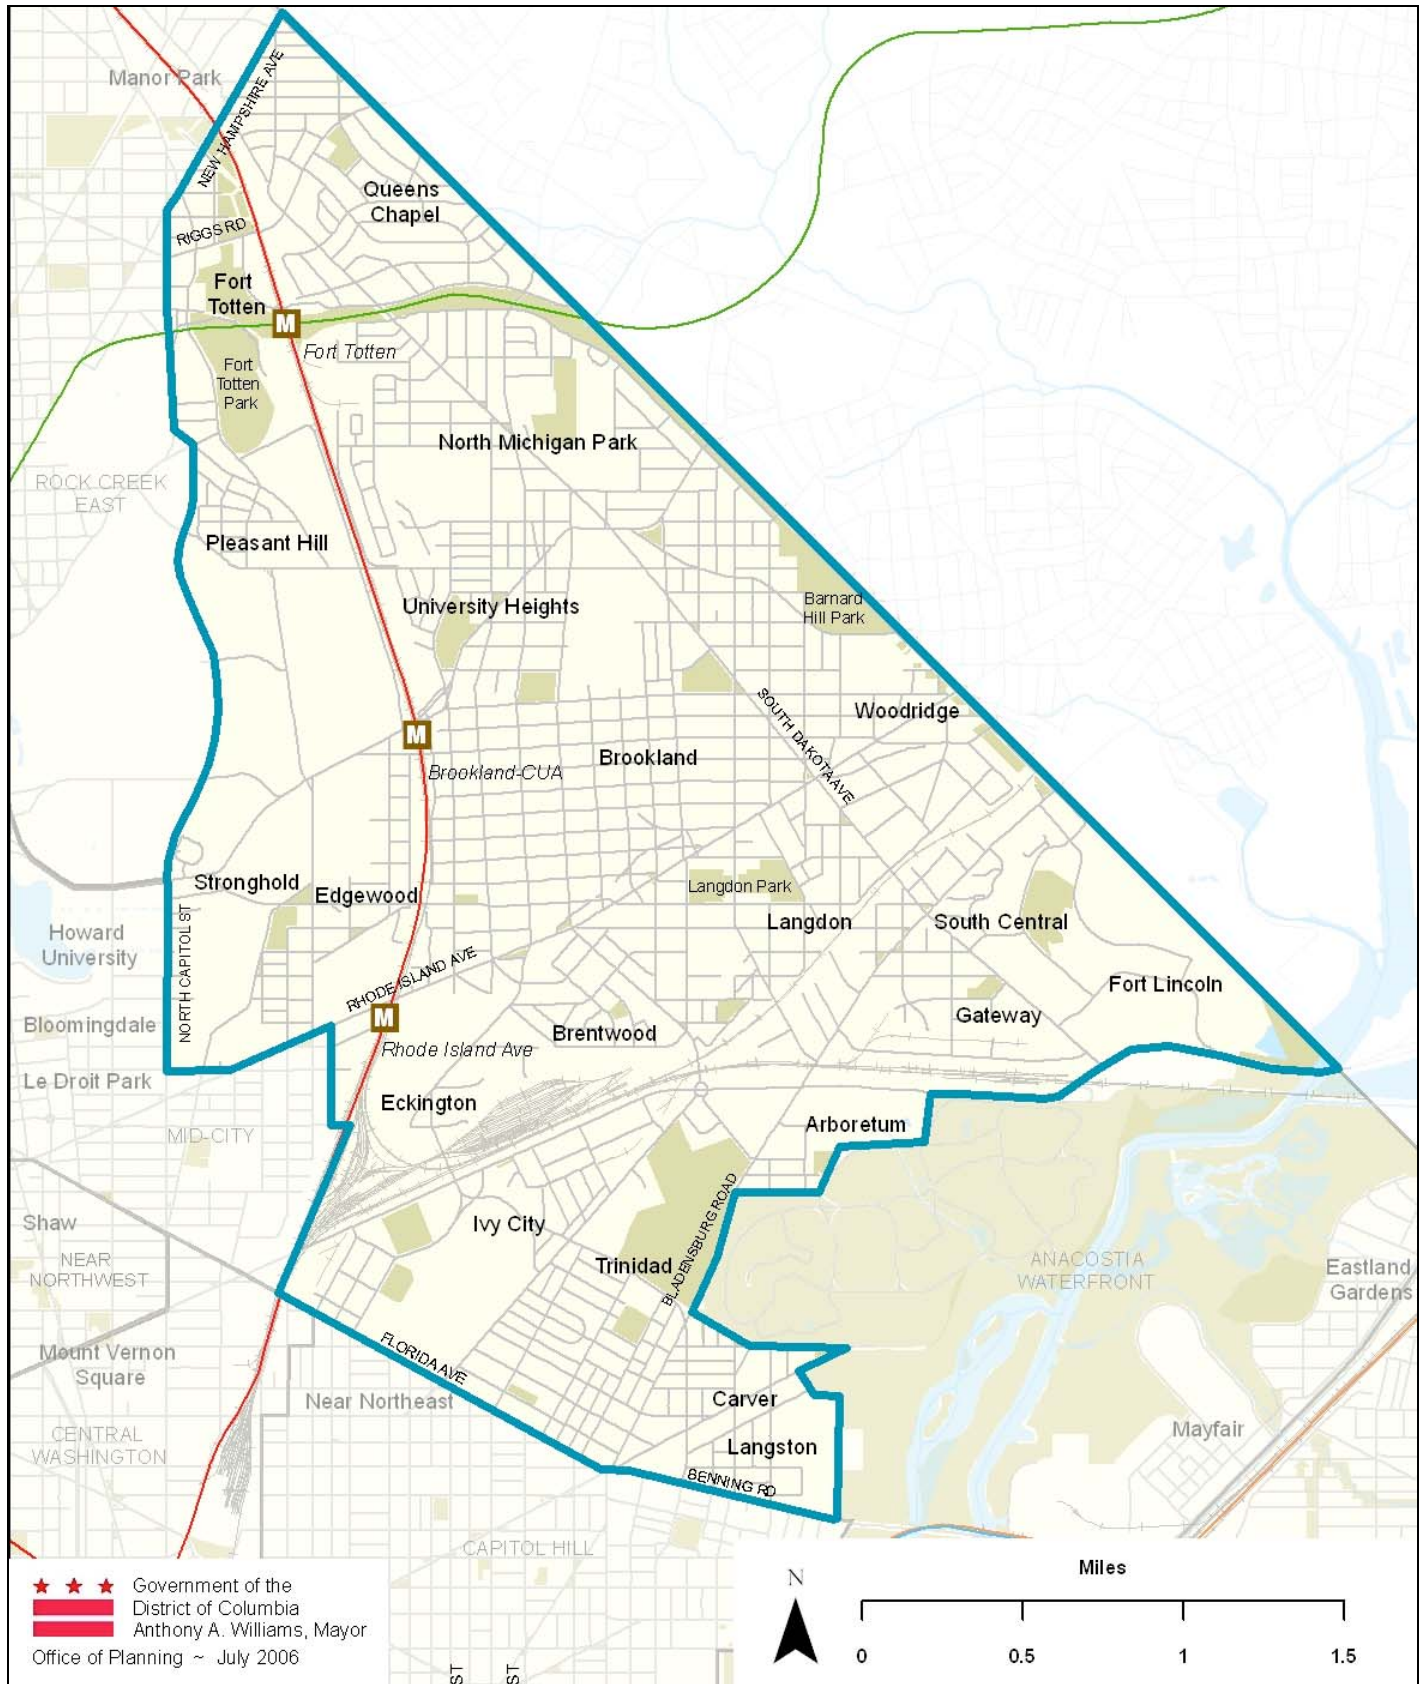 Manor Park
NEW HAMPSHIRE AVE
Queens
Chapel
RIGGS RD
Fort
Totten
M
Fort Totten
Fort
Totten
Park
North Michigan Park
ROCK CREEK
EAST
Pleasant Hill
University Heights
Barnard
Hill Park
SOUTH DAKOTA AVE
Woodridge
M
Brookland
Brookland-CUA
Stronghold
Edgewood
Langdon Park
Langdon
South Central
NORTH CAPITOL ST
Howard
University
RHODE ISLAND AVE
Fort Lincoln
M
Bloomingdale
Brentwood
Gateway
Rhode Island Ave
Le Droit Park
Eckington
Arboretum
MID-CITY
BLADENSBURG ROAD
Shaw
Ivy City
NEAR
NORTHWEST
Trinidad
ANACOSTIA
WATERFRONT
Eastland
Gardens
FLORIDA AVE
Mount Vernon
Square
Near Northeast
Carver
CENTRAL
WASHINGTON
Mayfair
Langston
BENNING RD
CAPITOL HILL
Government of the
District of Columbia
Anthony A. Williams, Mayor
Office of Planning ~ July 2006
ST
ST
N
Miles
0 0.5 1 1.5